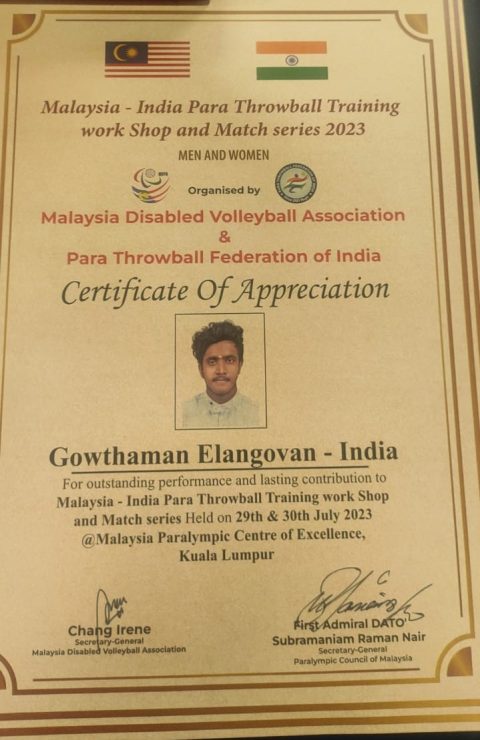 Malaysia - India Para Throwball Training
work Shop and Match series 2023
MEN AND WOMEN
Organised by
Malaysia Disabled Volleyball Association
&
Para Throwball Federation of India
Certificate Of Appreciation
Gowthaman Elangovan - India
For outstanding performance and lasting contribution to
Malaysia - India Para Throwball Training work Shop
and Match series Held on 29th & 30th July 2023
@Malaysia Paralympic Centre of Excellence,
Kuala Lumpur
Chang Irene
Secretary-General
Malaysia Disabled Volleyball Association
First Admiral DATO'
Subramaniam Raman Nair
Secretary-General
Paralympic Council of Malaysia